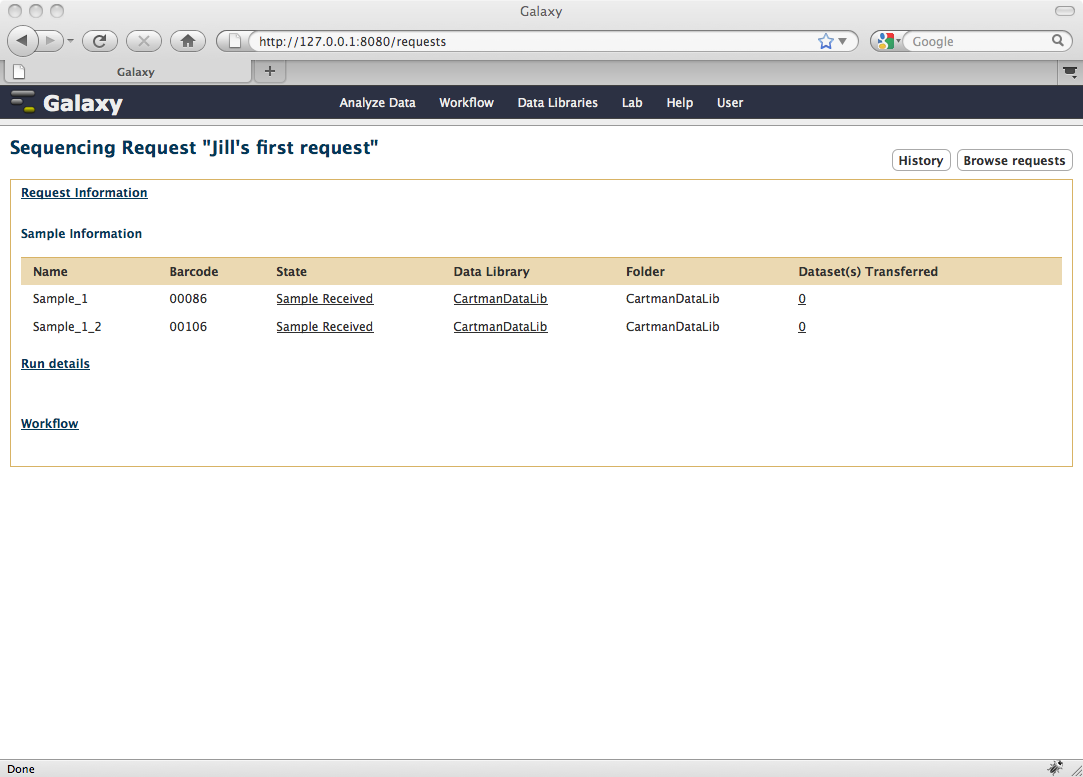 Galaxy
http://127.0.0.1:8080/requests
Google
Galaxy
Galaxy Analyze Data Workflow Data Libraries Lab Help User
Sequencing Request "Jill's first request"
History Browse requests
Request Information
Sample Information
Name Barcode State Data Library Folder Dataset(s) Transferred
Sample_1 00086 Sample Received CartmanDataLib CartmanDataLib 0
Sample_1_2 00106 Sample Received CartmanDataLib CartmanDataLib 0
Run details
Workflow
Done